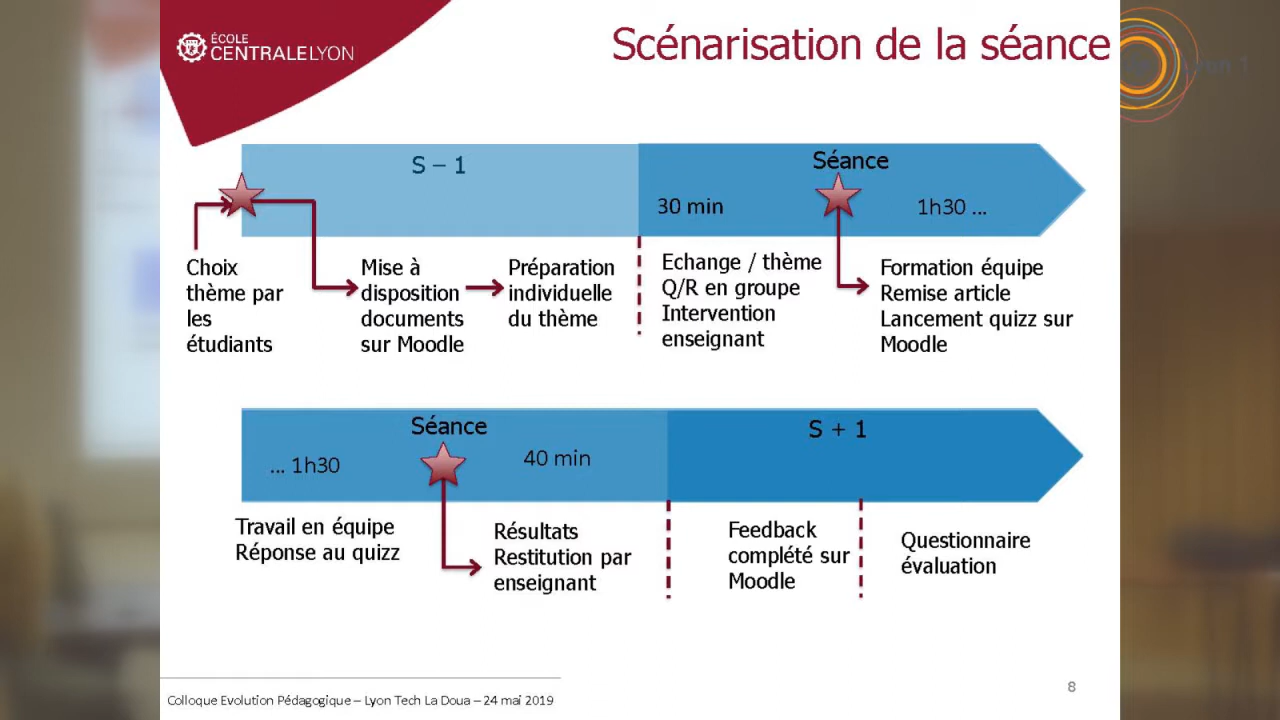 ÉCOLE
CENTRALELYON
Scénarisation de la séance
S – 1
Séance
30 min
1h30 ...
Choix
thème par
les
étudiants
Mise à
disposition
documents
sur Moodle
Préparation
individuelle
du thème
Echange / thème
Q/R en groupe
Intervention
enseignant
Formation équipe
Remise article
Lancement quizz sur
Moodle
Séance
S + 1
... 1h30
40 min
Travail en équipe
Réponse au quizz
Résultats
Restitution par
enseignant
Feedback
complété sur
Moodle
Questionnaire
évaluation
Colloque Evolution Pédagogique – Lyon Tech La Doua – 24 mai 2019
8